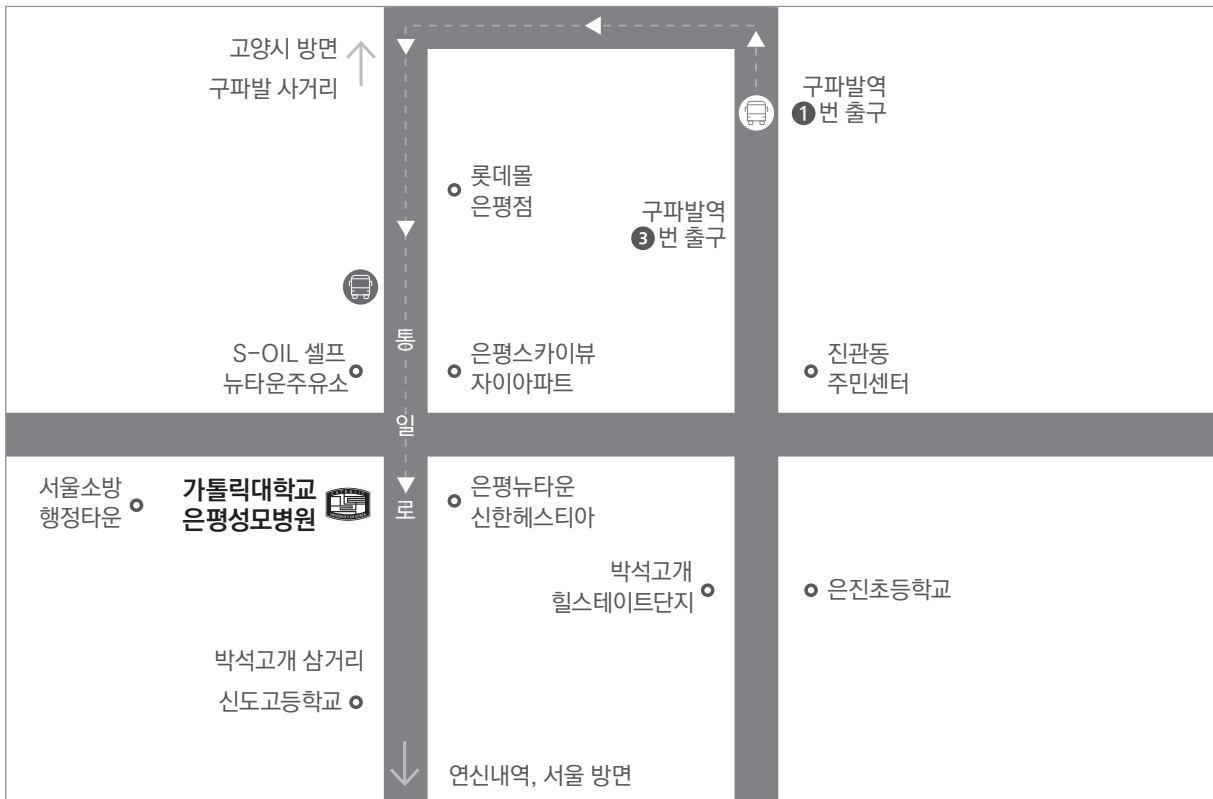 고양시 방면
구파발 사거리
구파발역
1번 출구
롯데몰
은평점
구파발역
3번 출구
통
일
로
S-OIL 셀프
뉴타운주유소
은평스카이뷰
자이아파트
진관동
주민센터
서울소방
행정타운
가톨릭대학교
은평성모병원
은평뉴타운
신한헤스티아
박석고개
힐스테이트단지
은진초등학교
박석고개 삼거리
신도고등학교
연신내역, 서울 방면